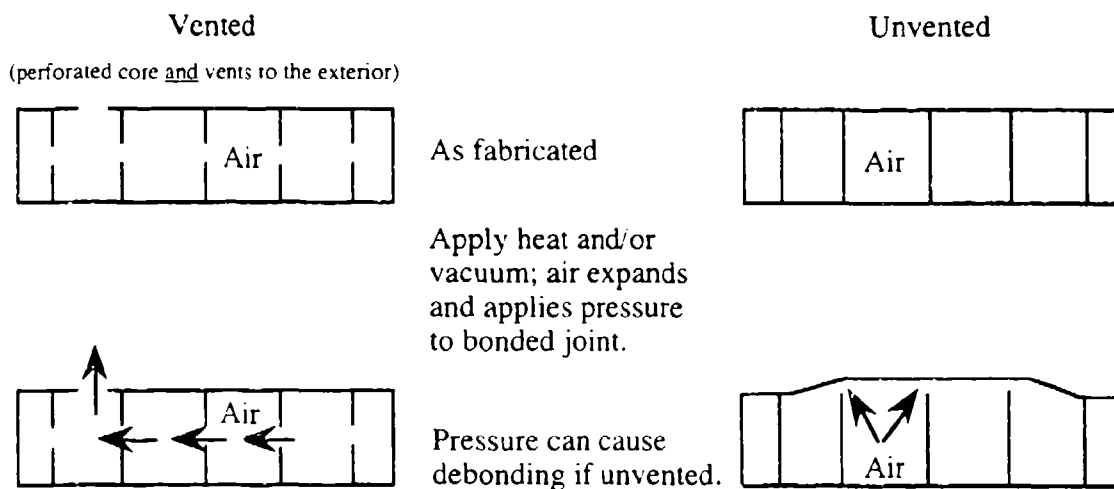 Vented
Unvented
(perforated core and vents to the exterior)
Air
As fabricated
Air
Apply heat and/or
vacuum; air expands
and applies pressure
to bonded joint.
Air
Pressure can cause
debonding if unvented.
Air